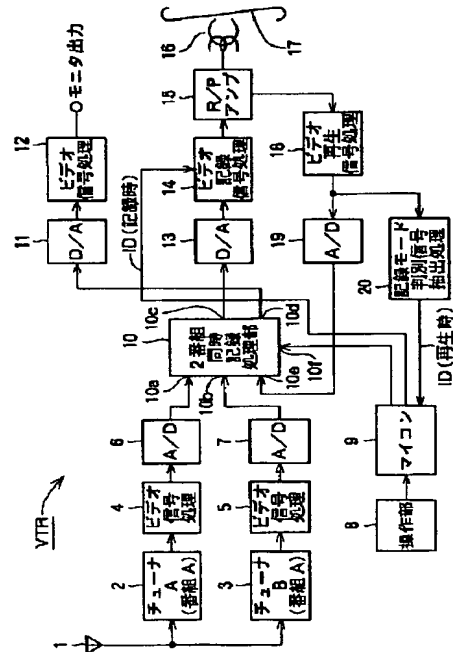 VTR
1
2
チューナ
A
(番組A)
3
チューナ
B
(番組A)
4
ビデオ
信号
処理
5
ビデオ
信号
処理
6
A/D
7
A/D
8
操作部
9
マイコン
10
2番組
同時
記録
処理部
10a
10b
10c
10d
10e
10f
11
D/A
12
ビデオ
信号処理
モニタ出力
ID(記録時)
13
D/A
14
ビデオ
記録
信号処理
15
R/P
アンプ
16
17
18
ビデオ
再生
信号処理
19
A/D
20
記録モード
判別信号
抽出処理
ID(再生時)